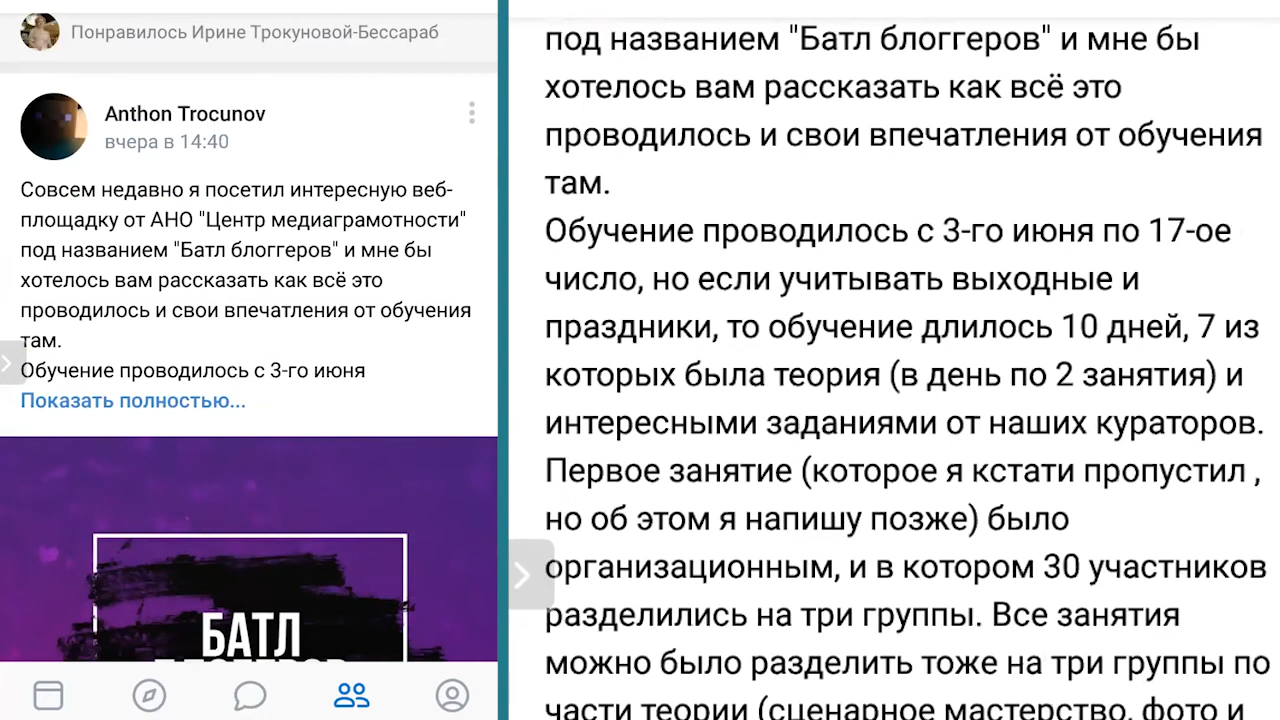 Понравилось Ирине Трокуновой-Бессараб
Anthon Trocunov
вчера в 14:40
Совсем недавно я посетил интересную веб-
площадку от АНО "Центр медиаграмотности"
под названием "Батл блоггеров" и мне бы
хотелось вам рассказать как всё это
проводилось и свои впечатления от обучения
там.
Обучение проводилось с 3-го июня
Показать полностью...
БАТЛ
под названием "Батл блоггеров" и мне бы
хотелось вам рассказать как всё это
проводилось и свои впечатления от обучения
там.
Обучение проводилось с 3-го июня по 17-ое
число, но если учитывать выходные и
праздники, то обучение длилось 10 дней, 7 из
которых была теория (в день по 2 занятия) и
интересными заданиями от наших кураторов.
Первое занятие (которое я кстати пропустил ,
но об этом я напишу позже) было
организационным, и в котором 30 участников
разделились на три группы. Все занятия
можно было разделить тоже на три группы по
части теории (сценарное мастерство, фото и